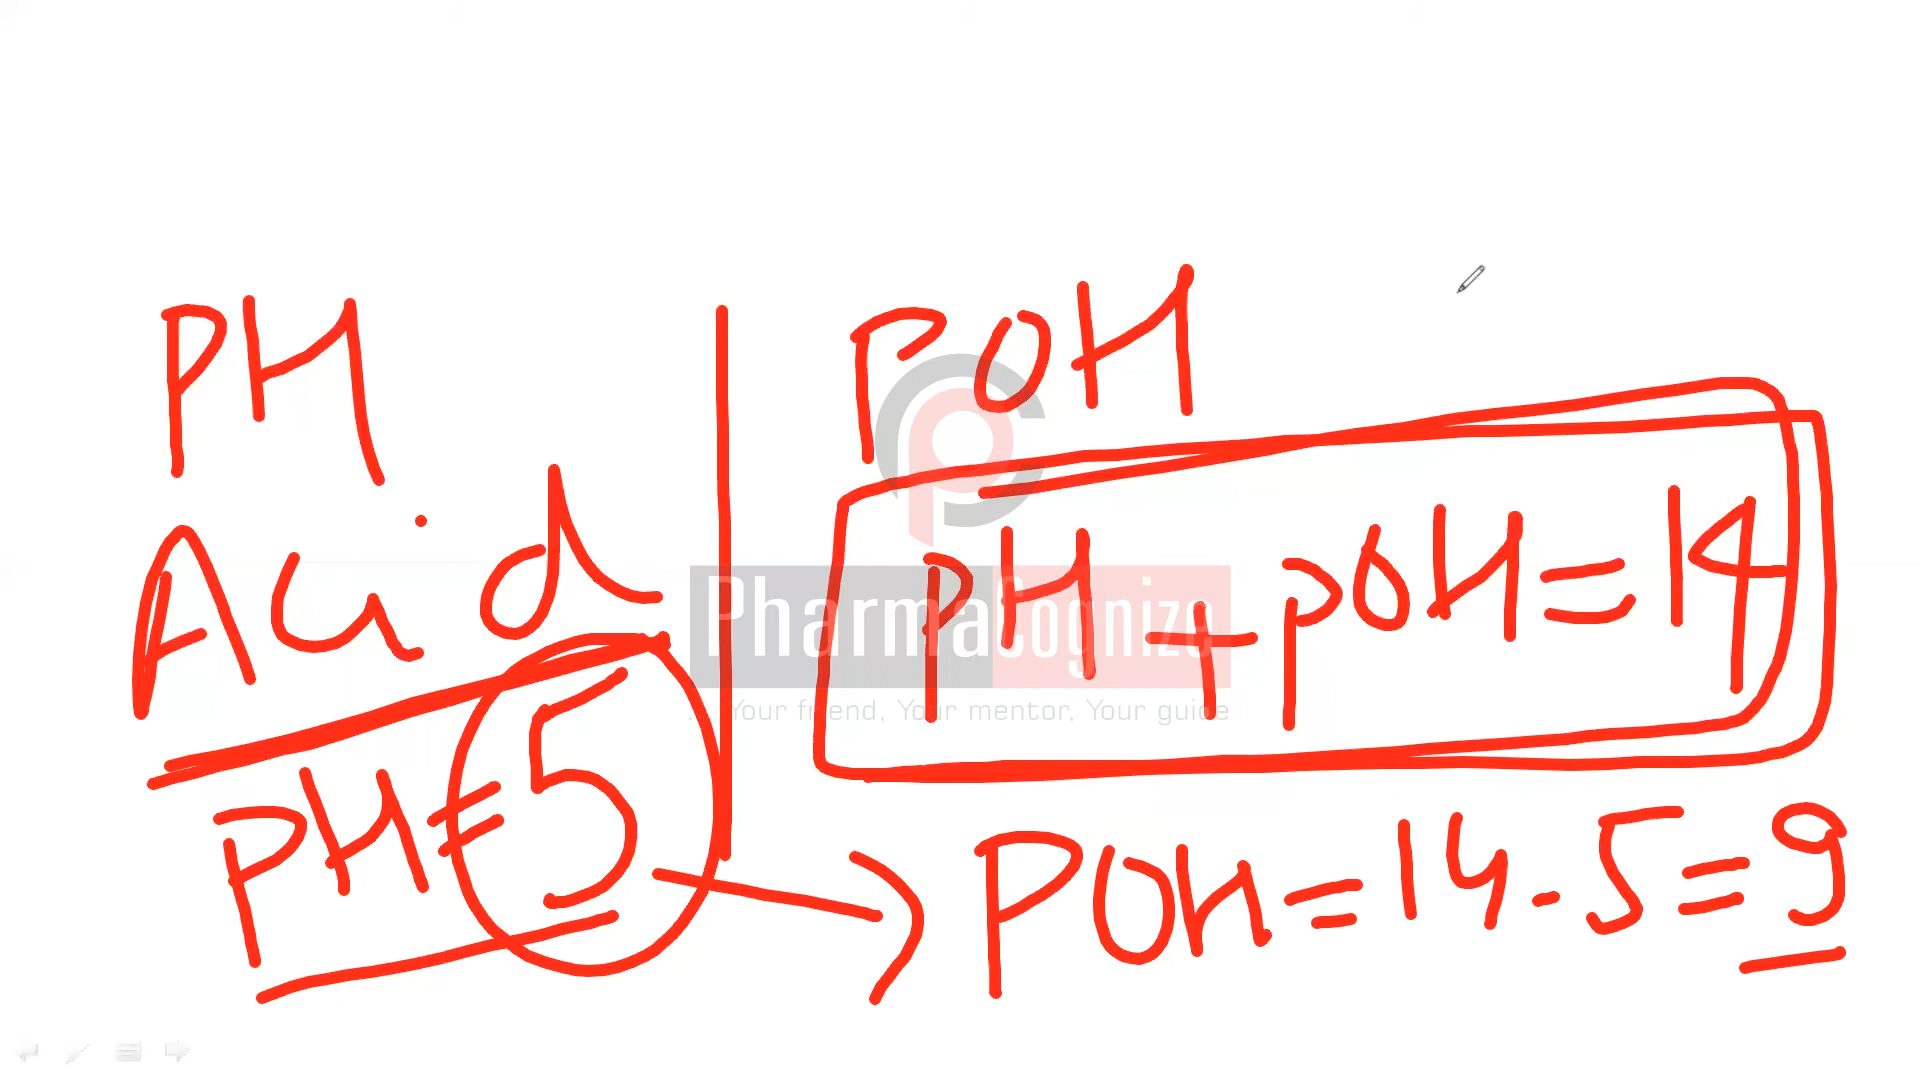 PH
Acid
PH=5
POH
pH+pOH=14
POH=14-5=9
PharmaCognize
... Your friend, Your mentor, Your guide